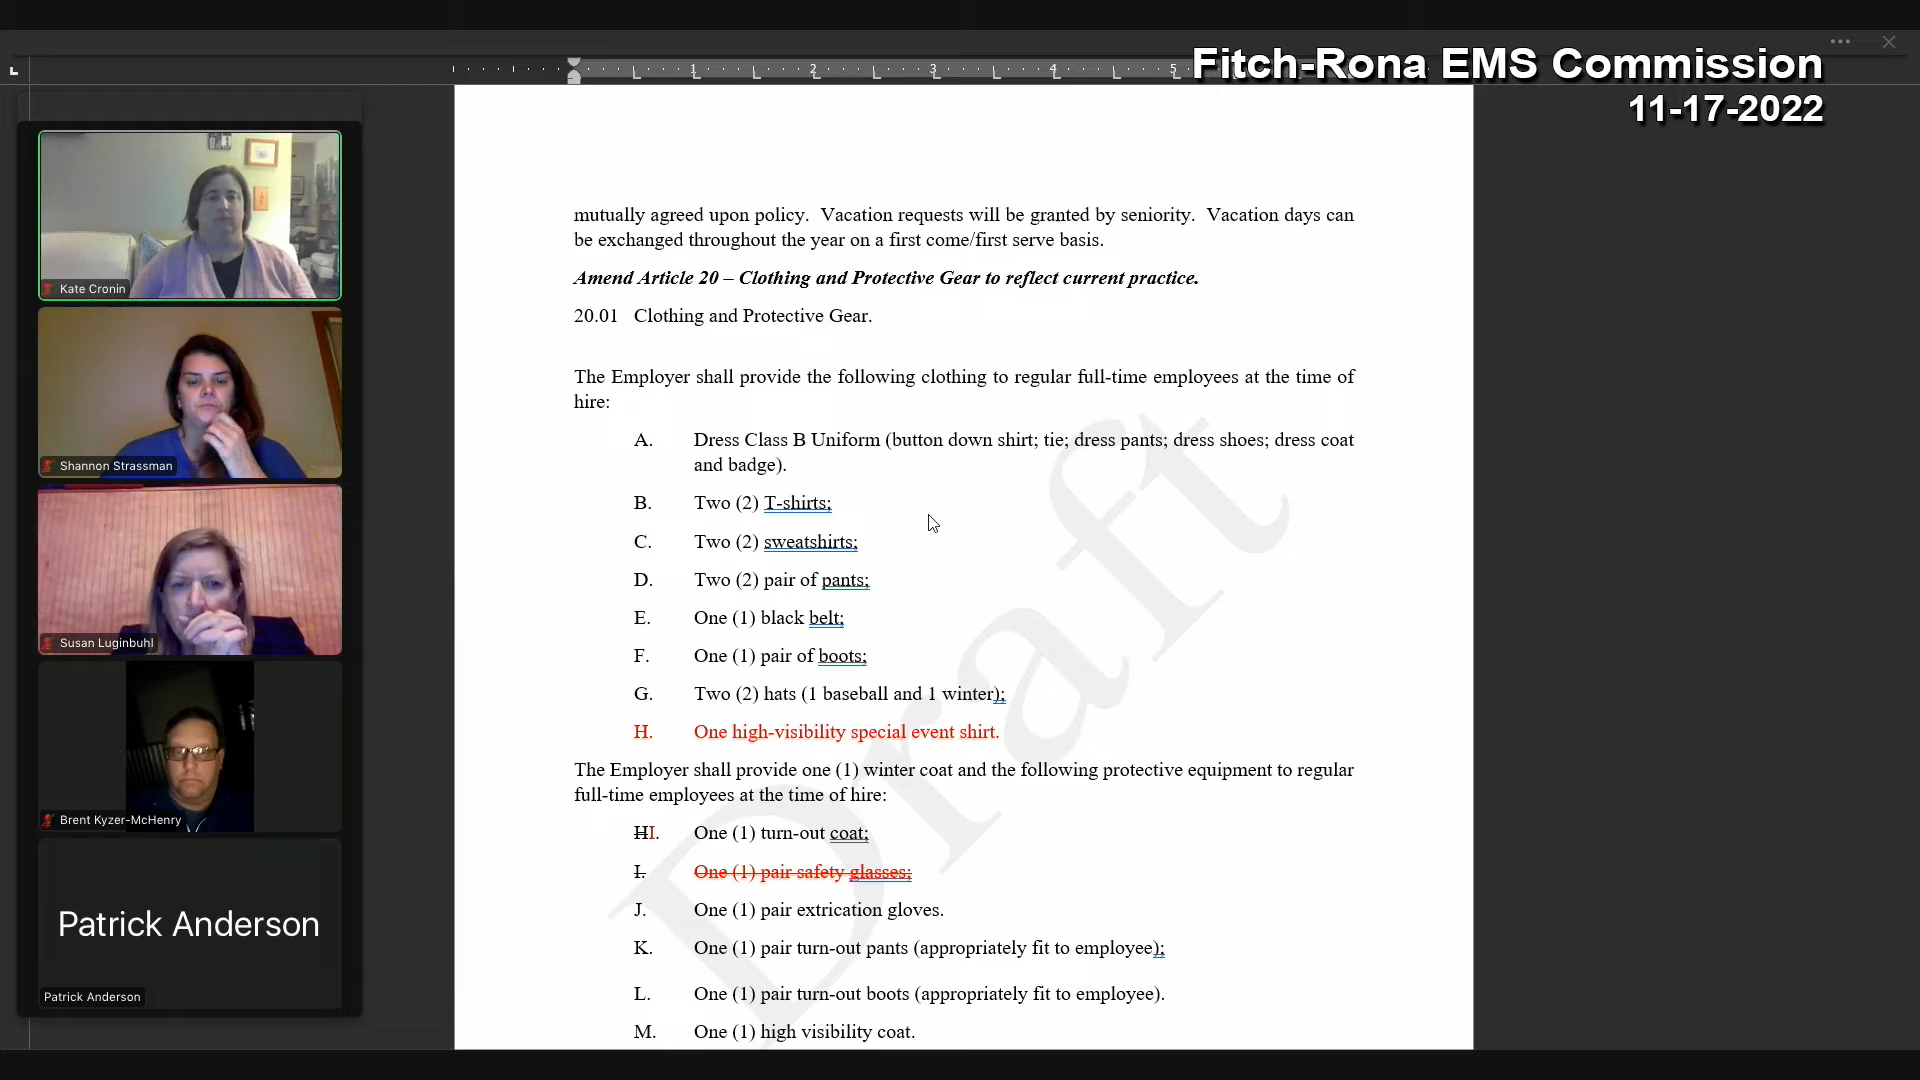 Fitch-Rona EMS Commission
11-17-2022
1 2 3 4 5
Kate Cronin
Shannon Strassman
Susan Luginbuhl
Brent Kyzer-McHenry
Patrick Anderson
Patrick Anderson
mutually agreed upon policy. Vacation requests will be granted by seniority. Vacation days can
be exchanged throughout the year on a first come/first serve basis.
Amend Article 20 – Clothing and Protective Gear to reflect current practice.
20.01 Clothing and Protective Gear.
The Employer shall provide the following clothing to regular full-time employees at the time of
hire:
A. Dress Class B Uniform (button down shirt; tie; dress pants; dress shoes; dress coat
and badge).
B. Two (2) T-shirts;
C. Two (2) sweatshirts;
D. Two (2) pair of pants;
E. One (1) black belt;
F. One (1) pair of boots;
G. Two (2) hats (1 baseball and 1 winter);
H. One high-visibility special event shirt.
The Employer shall provide one (1) winter coat and the following protective equipment to regular
full-time employees at the time of hire:
HI. One (1) turn-out coat;
I. One (1) pair safety glasses;
J. One (1) pair extrication gloves.
K. One (1) pair turn-out pants (appropriately fit to employee);
L. One (1) pair turn-out boots (appropriately fit to employee).
M. One (1) high visibility coat.
Draft